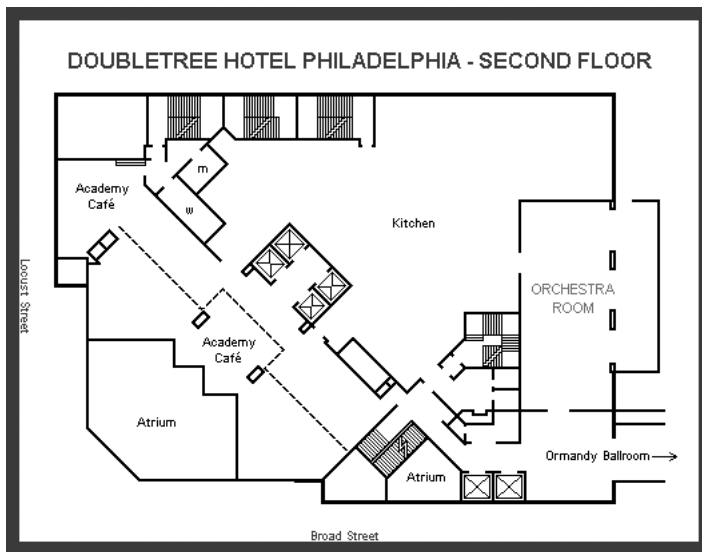 DOUBLETREE HOTEL PHILADELPHIA - SECOND FLOOR
m
Academy
Café
w
Kitchen
Locust Street
ORCHESTRA
ROOM
Academy
Café
Atrium
Ormandy Ballroom
Atrium
Broad Street